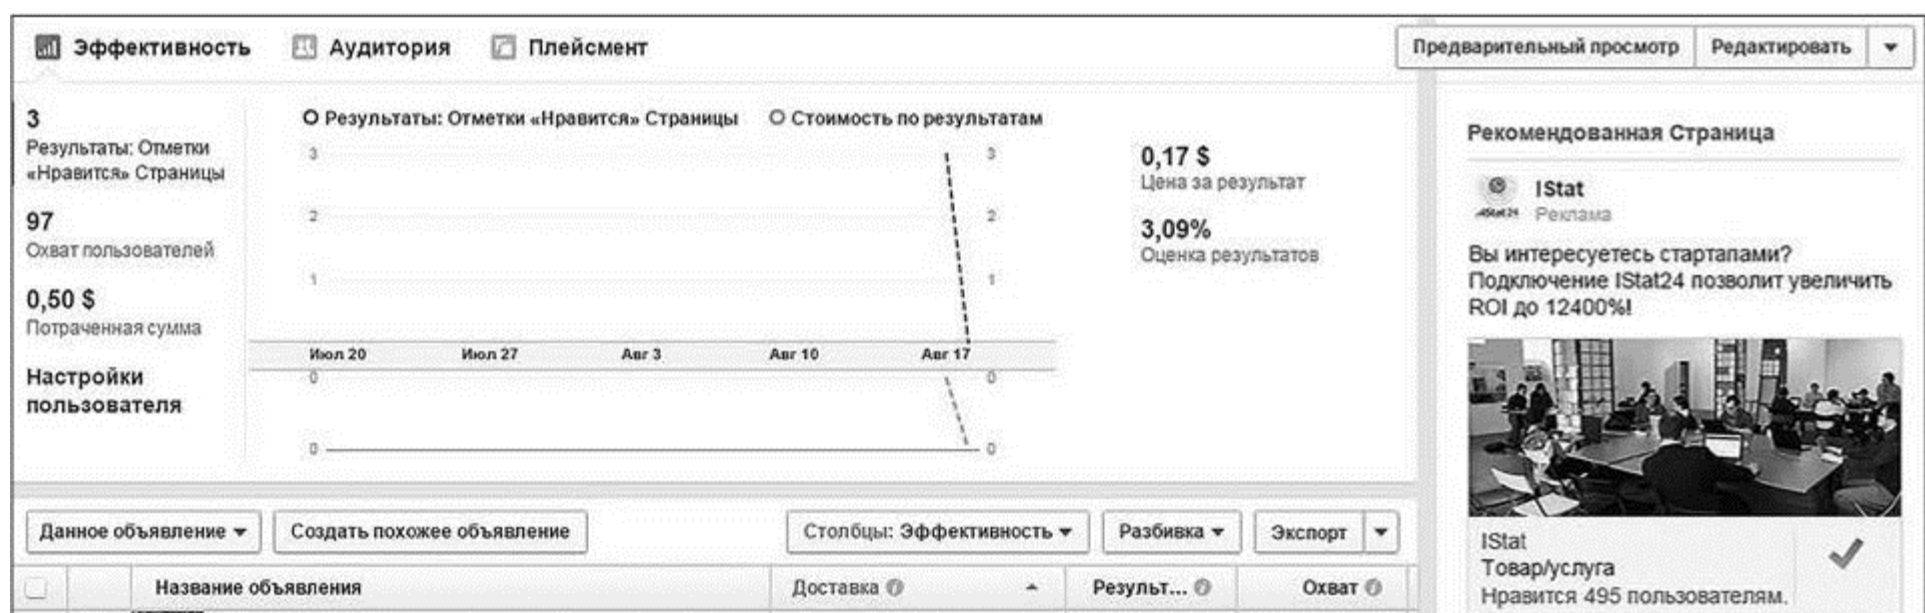 Эффективность Аудитория Плейсмент
Предварительный просмотр Редактировать
3
Результаты: Отметки
«Нравится» Страницы
97
Охват пользователей
0,50 $
Потраченная сумма
Настройки
пользователя
Результаты: Отметки «Нравится» Страницы Стоимость по результатам
3 3
2 2
1 1
Июл 20 Июл 27 Авг 3 Авг 10 Авг 17
0 0
0 0
0,17 $
Цена за результат
3,09%
Оценка результатов
Рекомендованная Страница
IStat
Реклама
Вы интересуетесь стартапами?
Подключение IStat24 позволит увеличить
ROI до 12400%!
IStat
Товар/услуга
Нравится 495 пользователям.
Данное объявление Создать похожее объявление Столбцы: Эффективность Разбивка Экспорт
Название объявления Доставка Результ... Охват